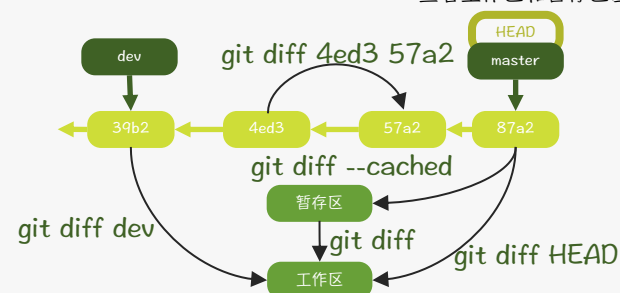 HEAD
dev
git diff 4ed3 57a2
master
39b2
4ed3
57a2
87a2
git diff --cached
暂存区
git diff dev
git diff
git diff HEAD
工作区